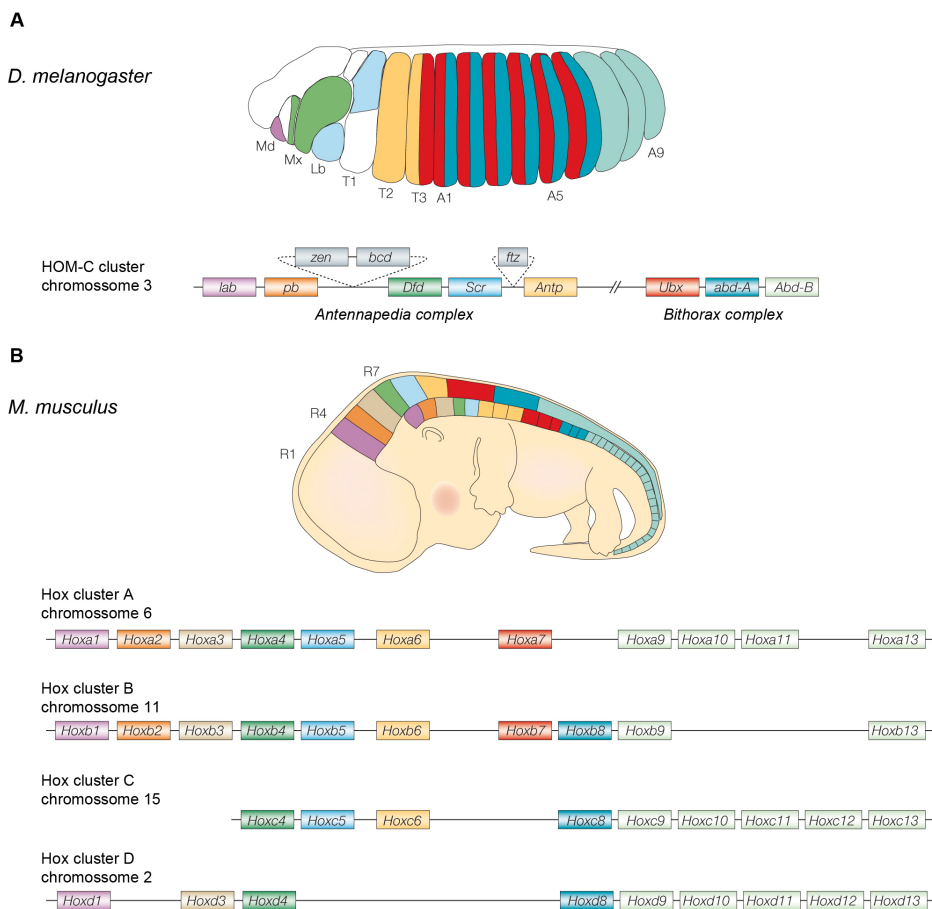 A
D. melanogaster
Md
Mx
Lb
T1
T2
T3
A1
A5
A9
HOM-C cluster
chromossome 3
zen bcd ftz
lab pb Dfd Scr Antp Ubx abd-A Abd-B
Antennapedia complex Bithorax complex
B
M. musculus
R7
R4
R1
Hox cluster A
chromossome 6
Hoxa1 Hoxa2 Hoxa3 Hoxa4 Hoxa5 Hoxa6 Hoxa7 Hoxa9 Hoxa10 Hoxa11 Hoxa13
Hox cluster B
chromossome 11
Hoxb1 Hoxb2 Hoxb3 Hoxb4 Hoxb5 Hoxb6 Hoxb7 Hoxb8 Hoxb9 Hoxb13
Hox cluster C
chromossome 15
Hoxc4 Hoxc5 Hoxc6 Hoxc8 Hoxc9 Hoxc10 Hoxc11 Hoxc12 Hoxc13
Hox cluster D
chromossome 2
Hoxd1 Hoxd3 Hoxd4 Hoxd8 Hoxd9 Hoxd10 Hoxd11 Hoxd12 Hoxd13